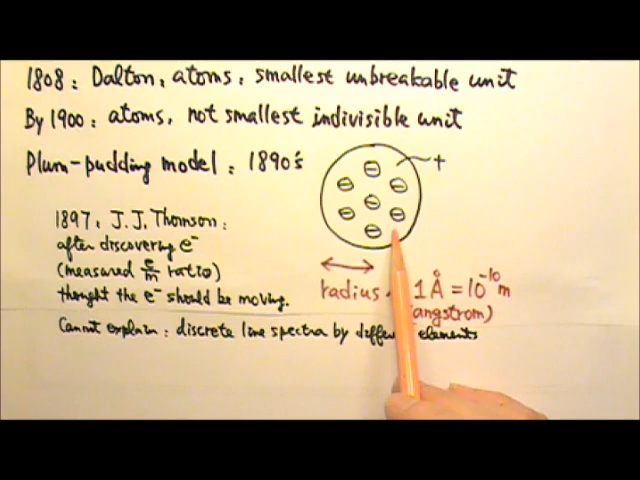 1808: Dalton, atoms: smallest unbreakable unit
By 1900: atoms, not smallest indivisible unit
Plum-pudding model: 1890's
+
1897, J.J. Thomson:
after discovering e⁻
(measured e/m ratio)
thought the e⁻ should be moving.
radius 1 Å = 10⁻¹⁰ m
(angstrom)
Cannot explain: discrete line spectra by elements